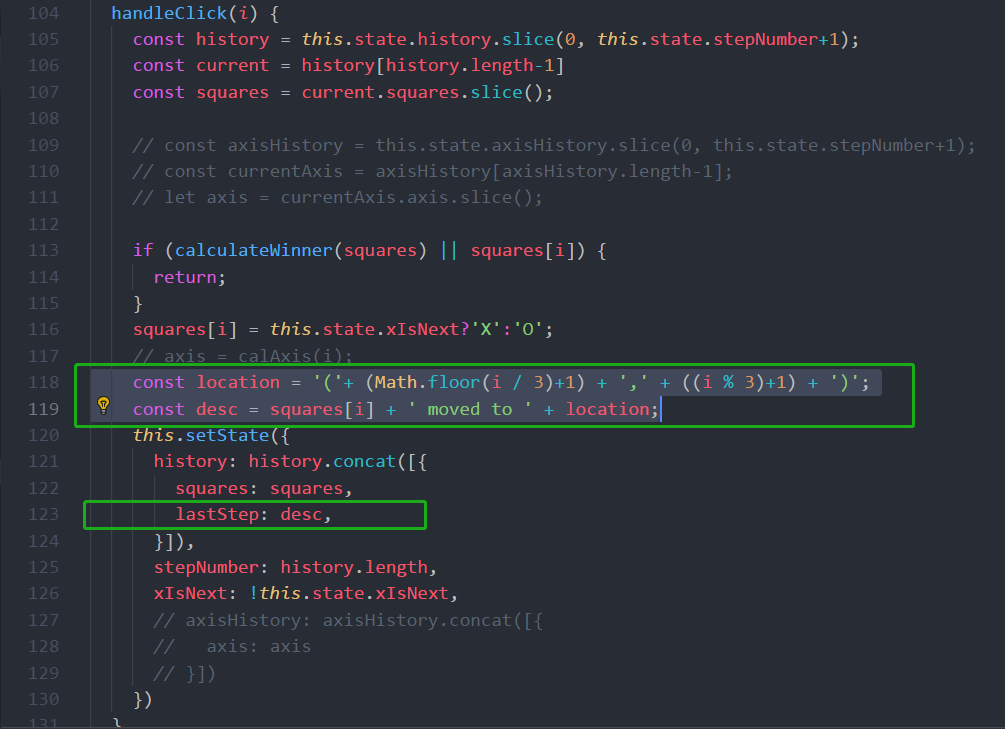 104 handleClick(i) {
105 const history = this.state.history.slice(0, this.state.stepNumber+1);
106 const current = history[history.length-1]
107 const squares = current.squares.slice();
108
109 // const axisHistory = this.state.axisHistory.slice(0, this.state.stepNumber+1);
110 // const currentAxis = axisHistory[axisHistory.length-1];
111 // let axis = currentAxis.axis.slice();
112
113 if (calculateWinner(squares) || squares[i]) {
114 return;
115 }
116 squares[i] = this.state.xIsNext?'X':'O';
117 // axis = calAxis(i);
118 const location = '('+ (Math.floor(i / 3)+1) + ',' + ((i % 3)+1) + ')';
119 const desc = squares[i] + ' moved to ' + location;
120 this.setState({
121 history: history.concat([{
122 squares: squares,
123 lastStep: desc,
124 }]),
125 stepNumber: history.length,
126 xIsNext: !this.state.xIsNext,
127 // axisHistory: axisHistory.concat([{
128 //   axis: axis
129 // }])
130 })
131 }